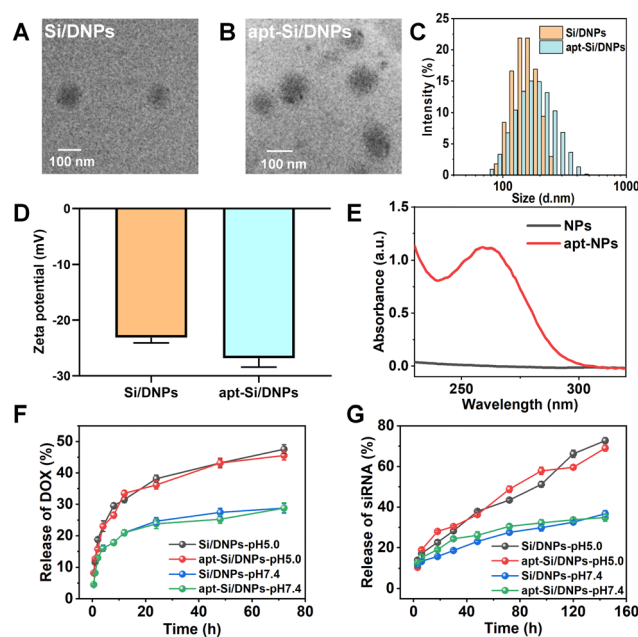 A
Si/DNPs
100 nm
B
apt-Si/DNPs
100 nm
C
Si/DNPs
apt-Si/DNPs
Intensity (%)
25
20
15
10
5
0
100
1000
Size (d.nm)
D
Zeta potential (mV)
0
-10
-20
-30
Si/DNPs
apt-Si/DNPs
E
NPs
apt-NPs
Absorbance (a.u.)
1.5
1.0
0.5
0.0
250
300
Wavelength (nm)
F
Release of DOX (%)
50
40
30
20
10
0
Si/DNPs-pH5.0
apt-Si/DNPs-pH5.0
Si/DNPs-pH7.4
apt-Si/DNPs-pH7.4
0 20 40 60 80
Time (h)
G
Release of siRNA (%)
80
60
40
20
0
Si/DNPs-pH5.0
apt-Si/DNPs-pH5.0
Si/DNPs-pH7.4
apt-Si/DNPs-pH7.4
0 40 80 120 160
Time (h)